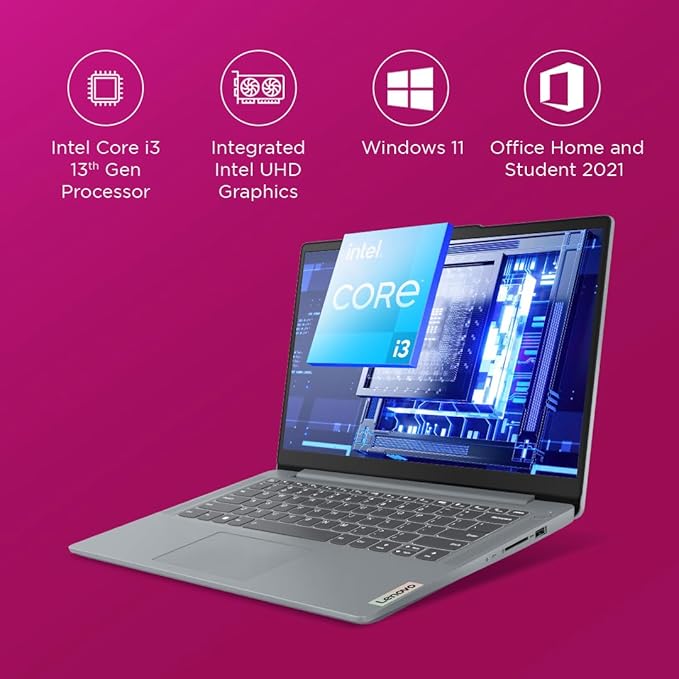 Intel Core i3
13th Gen
Processor
Integrated
Intel UHD
Graphics
Windows 11
Office Home and
Student 2021
intel.
CORE
i3
Lenovo